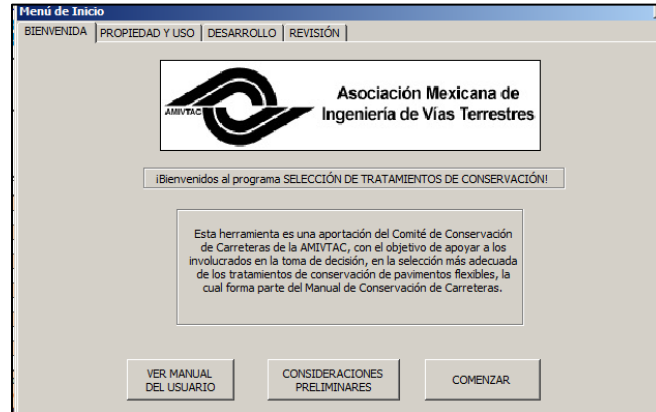 Menú de Inicio
BIENVENIDA PROPIEDAD Y USO DESARROLLO REVISIÓN
AMIVTAC
Asociación Mexicana de
Ingeniería de Vías Terrestres
¡Bienvenidos al programa SELECCIÓN DE TRATAMIENTOS DE CONSERVACIÓN!
Esta herramienta es una aportación del Comité de Conservación
de Carreteras de la AMIVTAC, con el objetivo de apoyar a los
involucrados en la toma de decisión, en la selección más adecuada
de los tratamientos de conservación de pavimentos flexibles, la
cual forma parte del Manual de Conservación de Carreteras.
VER MANUAL
DEL USUARIO
CONSIDERACIONES
PRELIMINARES
COMENZAR